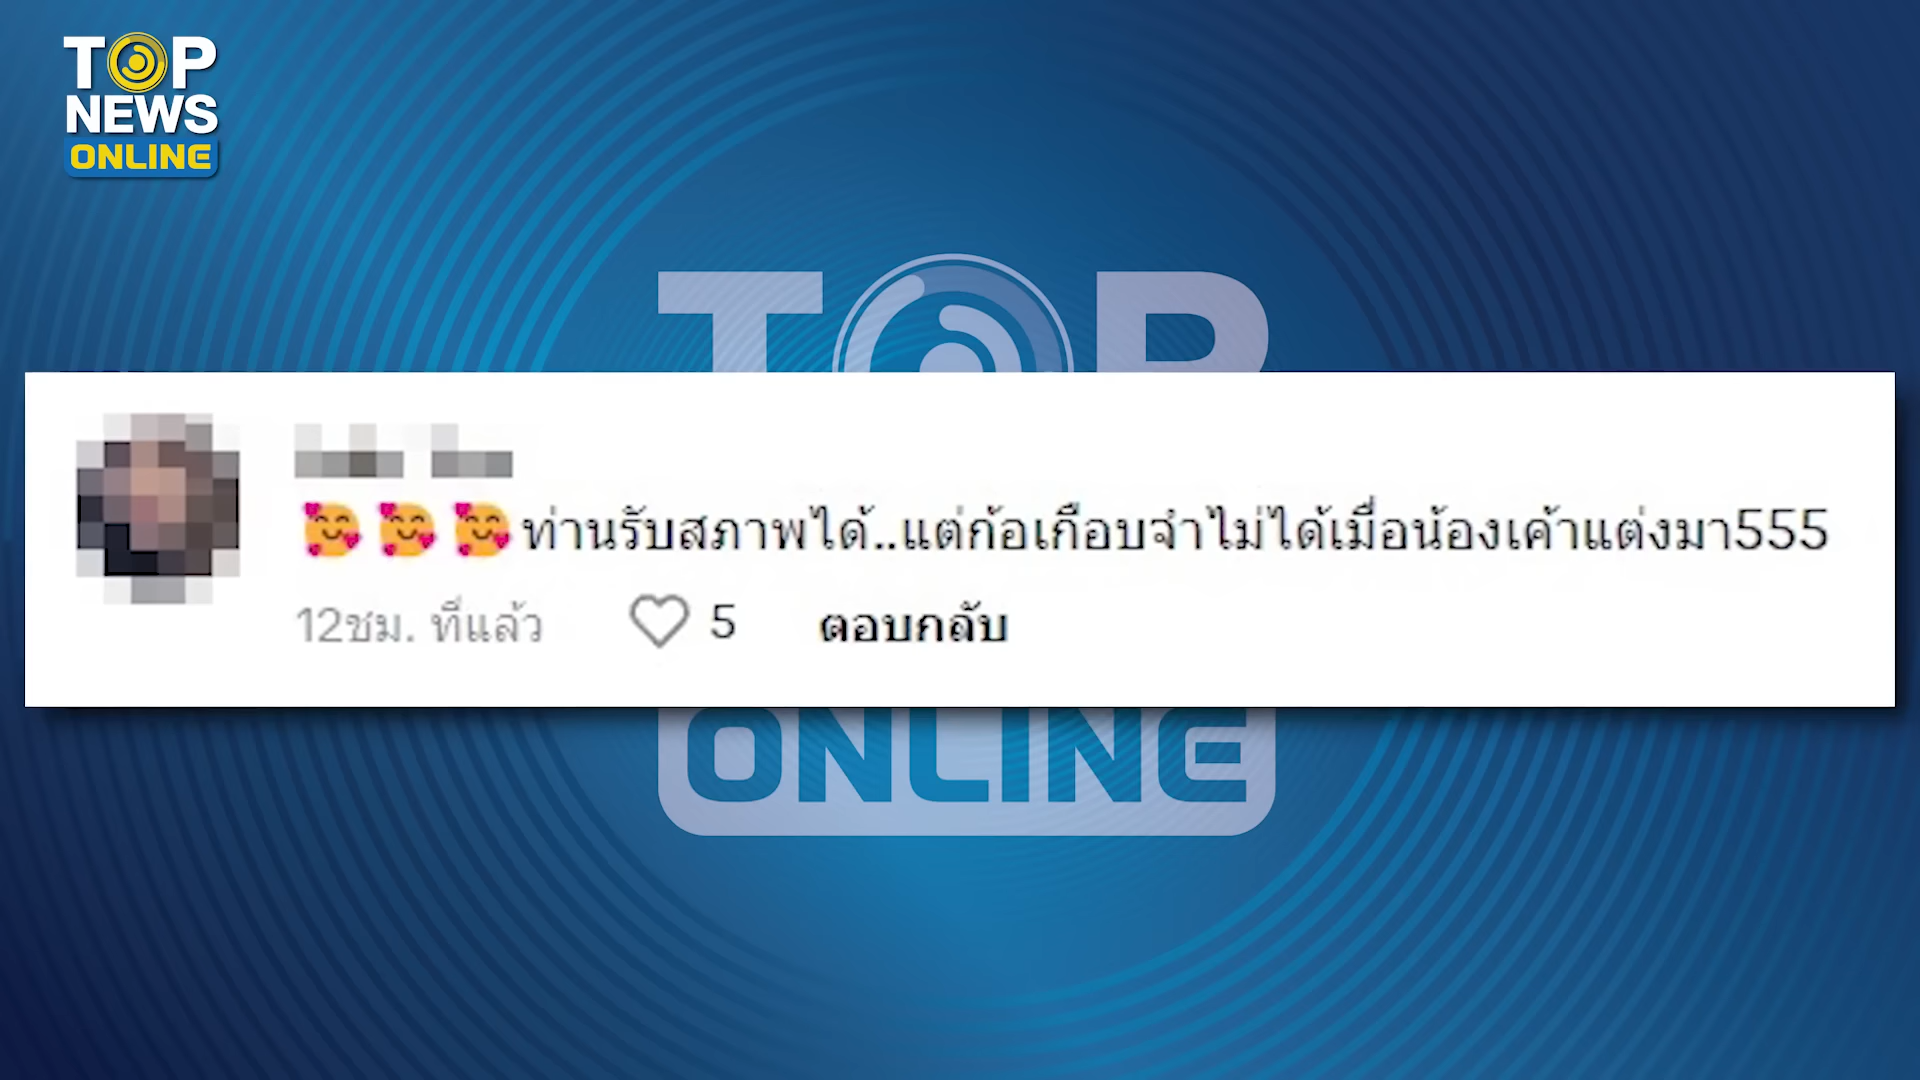 TOP
NEWS
ONLINE
TOP
🥰🥰🥰ท่านรับสภาพได้..แต่ก้อเกือบจำไม่ได้เมื่อน้องเค้าแต่งมา555
12ชม. ที่แล้ว 5 ตอบกลับ
ONLINE